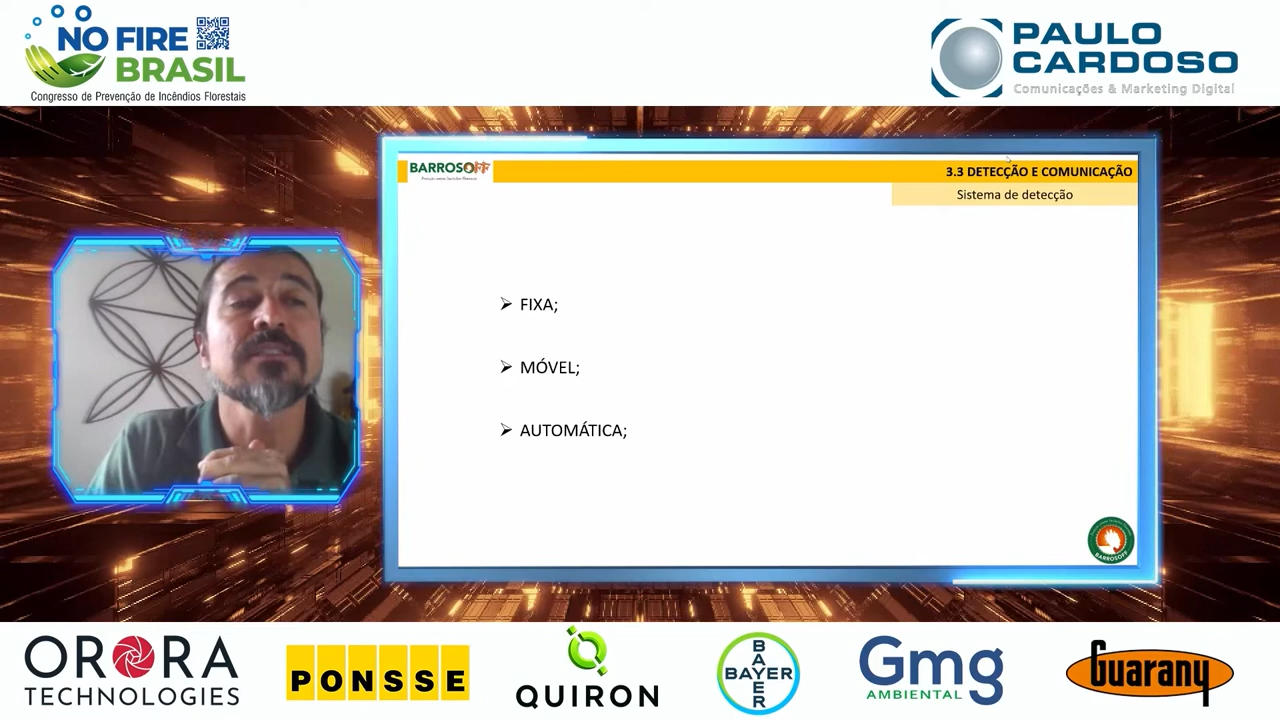 NO FIRE
BRASIL
Congresso de Prevenção de Incêndios Florestais
PAULO
CARDOSO
Comunicações & Marketing Digital
BARROSOFF
3.3 DETECÇÃO E COMUNICAÇÃO
Sistema de detecção
➢ FIXA;
➢ MÓVEL;
➢ AUTOMÁTICA;
BARROSOFF
ORORA
TECHNOLOGIES
PONSSE
QUIRON
BAYER
BAYER
Gmg
AMBIENTAL
Guarany